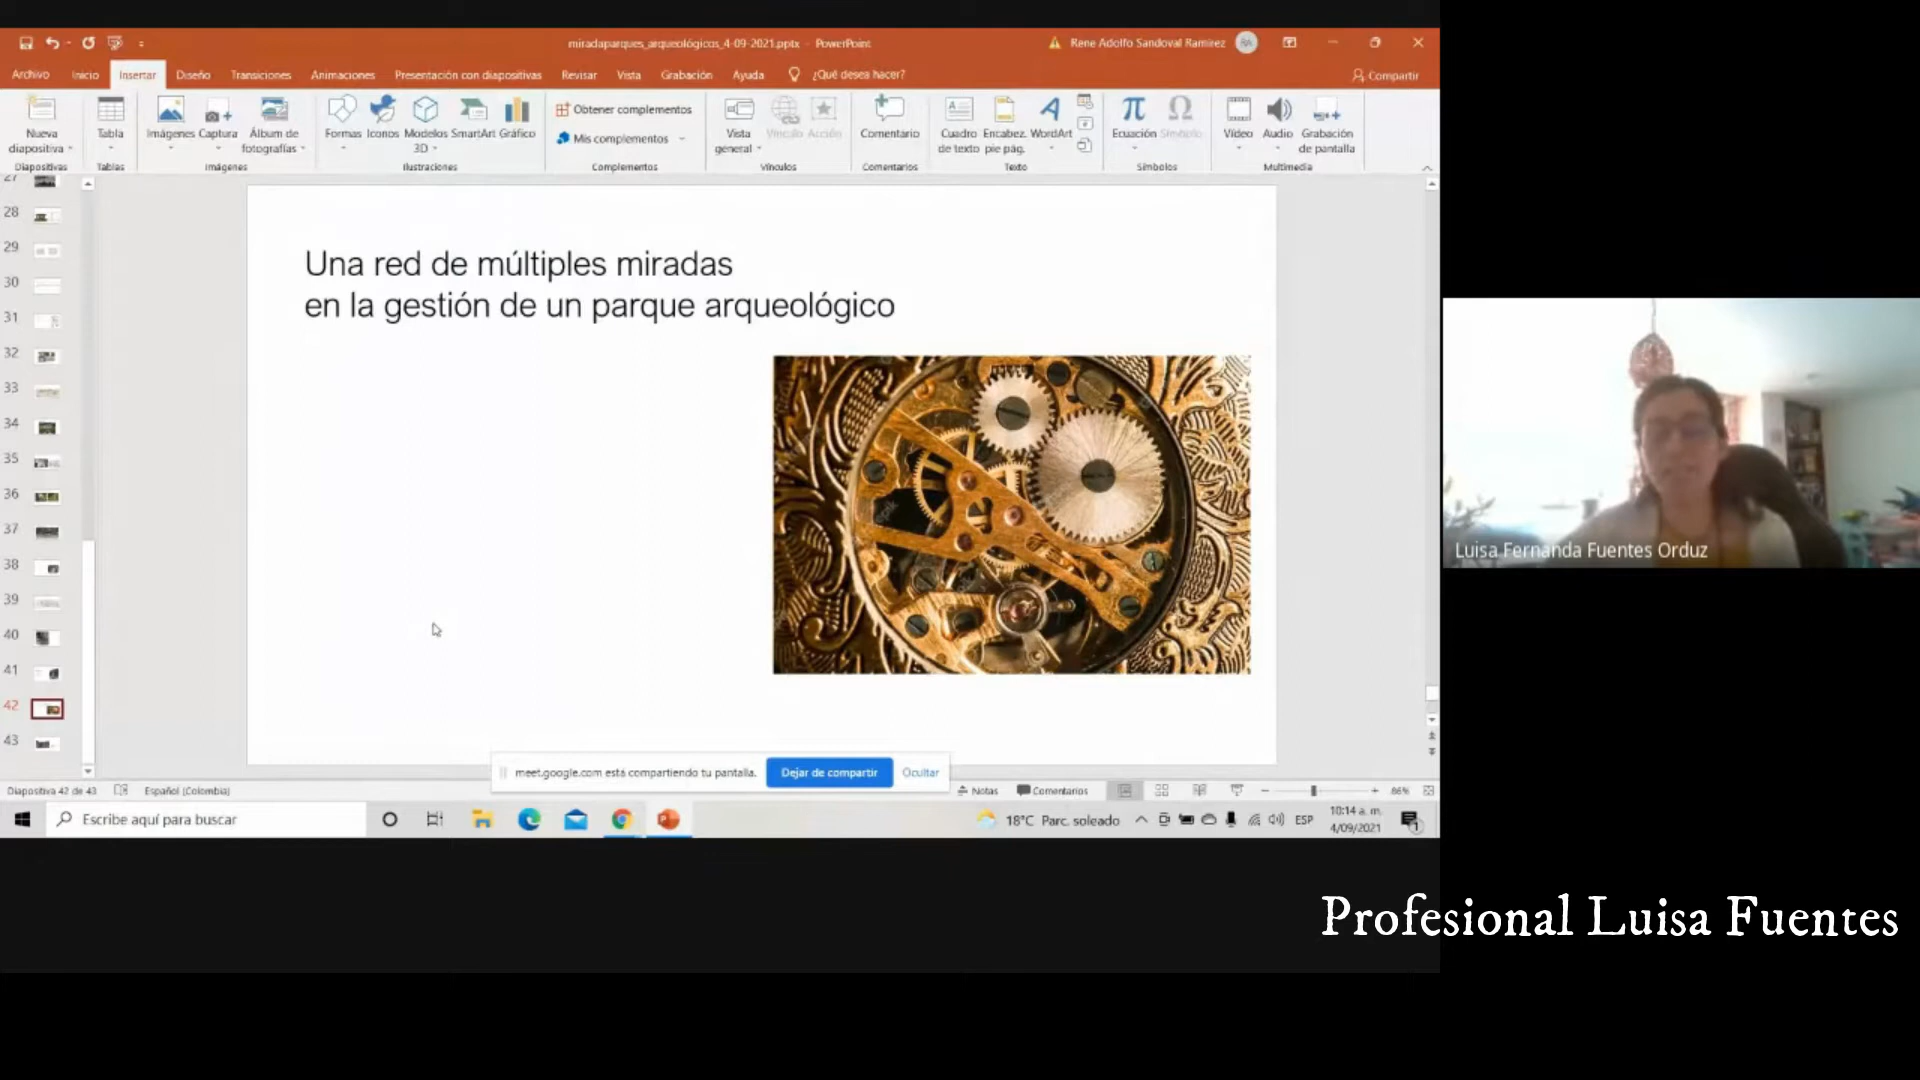 miradaparques_arqueológicos_4-09-2021.pptx - PowerPoint
Rene Adolfo Sandoval Ramirez
RA
Archivo Inicio Insertar Diseño Transiciones Animaciones Presentación con diapositivas Revisar Vista Grabación Ayuda ¿Qué desea hacer? Compartir
Nueva diapositiva
Tabla
Imágenes
Captura
Álbum de fotografías
Formas
Iconos
Modelos 3D
SmartArt
Gráfico
Obtener complementos
Mis complementos
Vista general
Vínculo
Acción
Comentario
Cuadro de texto
Encabez. pie pág.
WordArt
Ecuación
Símbolo
Vídeo
Audio
Grabación de pantalla
Diapositivas Tablas Imágenes Ilustraciones Complementos Vínculos Comentarios Texto Símbolos Multimedia
27
28
29
30
31
32
33
34
35
36
37
38
39
40
41
42
43
Una red de múltiples miradas
en la gestión de un parque arqueológico
Luisa Fernanda Fuentes Orduz
meet.google.com está compartiendo tu pantalla. Dejar de compartir Ocultar
Diapositiva 42 de 43 Español (Colombia) Notas Comentarios 86%
Escribe aquí para buscar
18°C Parc. soleado ESP
10:14 a. m.
4/09/2021
1
Profesional Luisa Fuentes